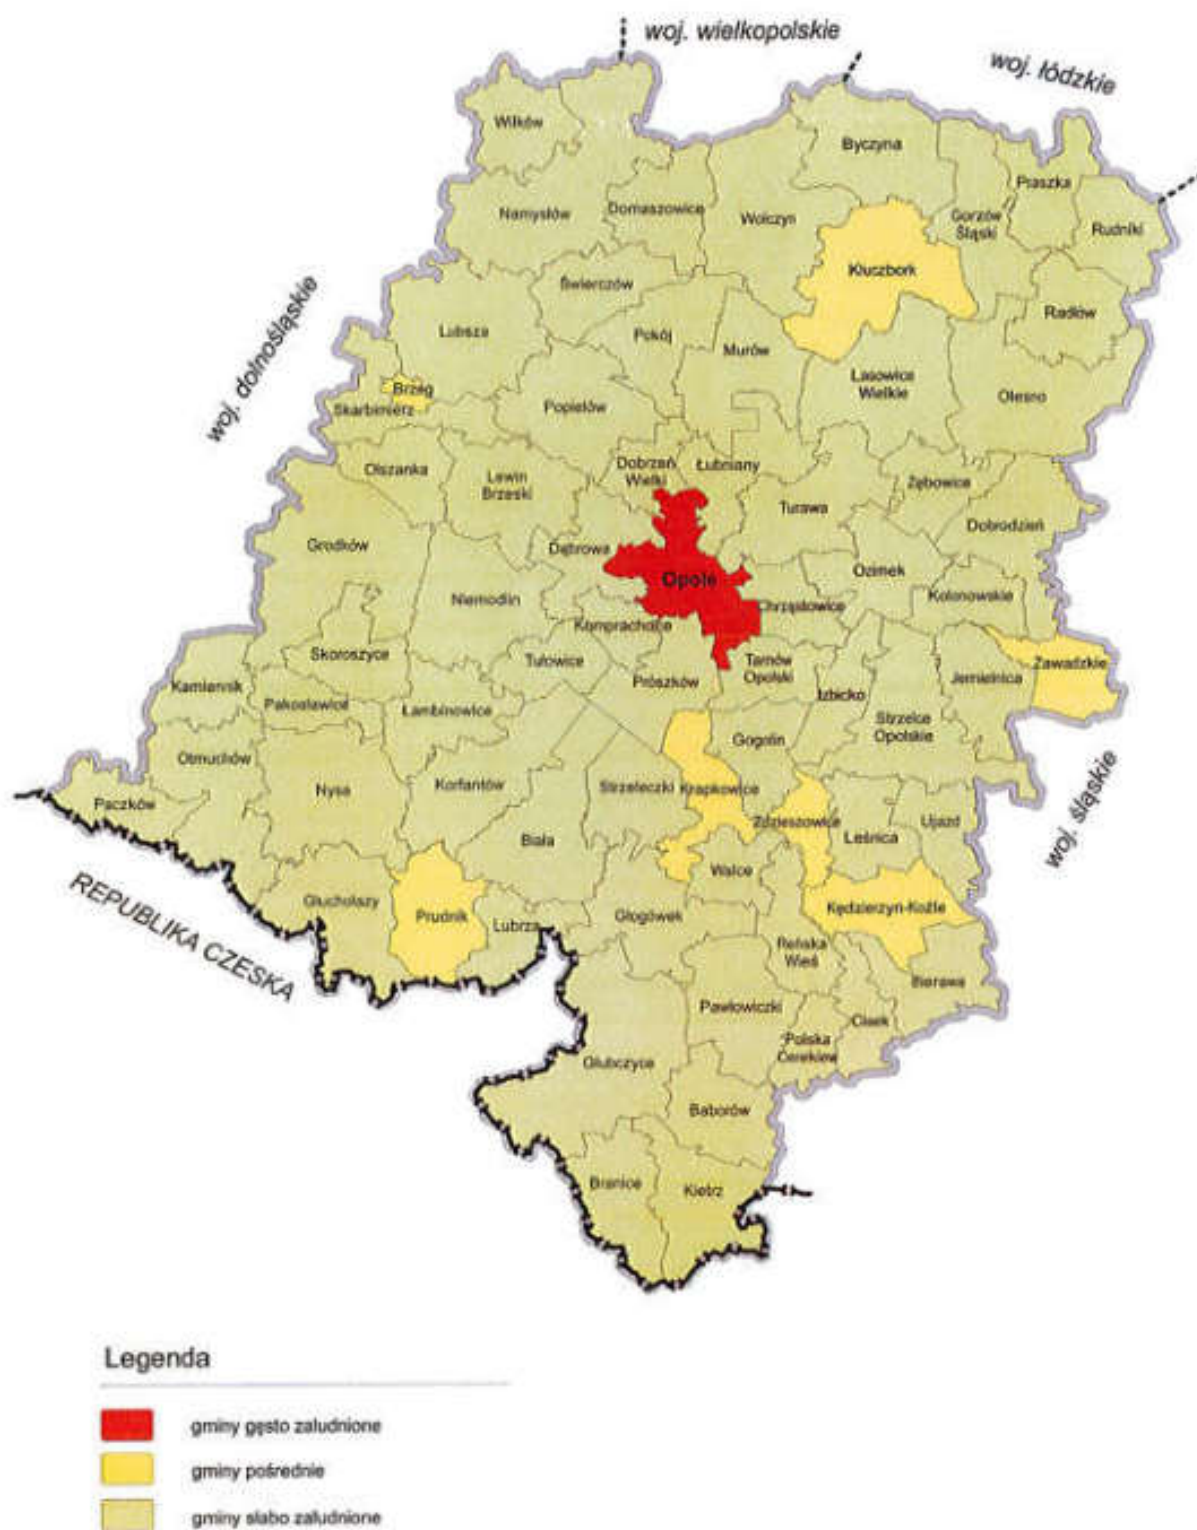 woj. wielkopolskie
woj. łódzkie
Wilków
Byczyna
Praszka
Namysłów
Domaszowice
Wołczyn
Gorzów
Śląski
Rudniki
Kluczbork
Świerczów
Radłów
woj. dolnośląskie
Lubsza
Pokój
Murów
Lasowice
Wielkie
Olesno
Brzeg
Skarbimierz
Popielów
Olszanka
Lewin
Brzeski
Dobrzeń
Wielki
Łubniany
Zębowice
Turawa
Dobrodzień
Grodków
Dąbrowa
Opole
Ozimek
Niemodlin
Chrząstowice
Kolonowskie
Komprachcice
Skoroszyce
Tułowice
Tarnów
Opolski
Zawadzkie
Kamiennik
Prószków
Izbicko
Jemielnica
Pakosławice
Łambinowice
Strzelce
Opolskie
Gogolin
Otmuchów
Nysa
Korfantów
Strzeleczki
Krapkowice
woj. śląskie
Paczków
Zdzieszowice
Ujazd
Biała
Leśnica
Walce
REPUBLIKA CZESKA
Głuchołazy
Prudnik
Lubrza
Głogówek
Kędzierzyn-Koźle
Reńska
Wieś
Bierawa
Pawłowiczki
Cisek
Polska
Cerekiew
Głubczyce
Baborów
Branice
Kietrz
Legenda
gminy gęsto zaludnione
gminy pośrednie
gminy słabo zaludnione